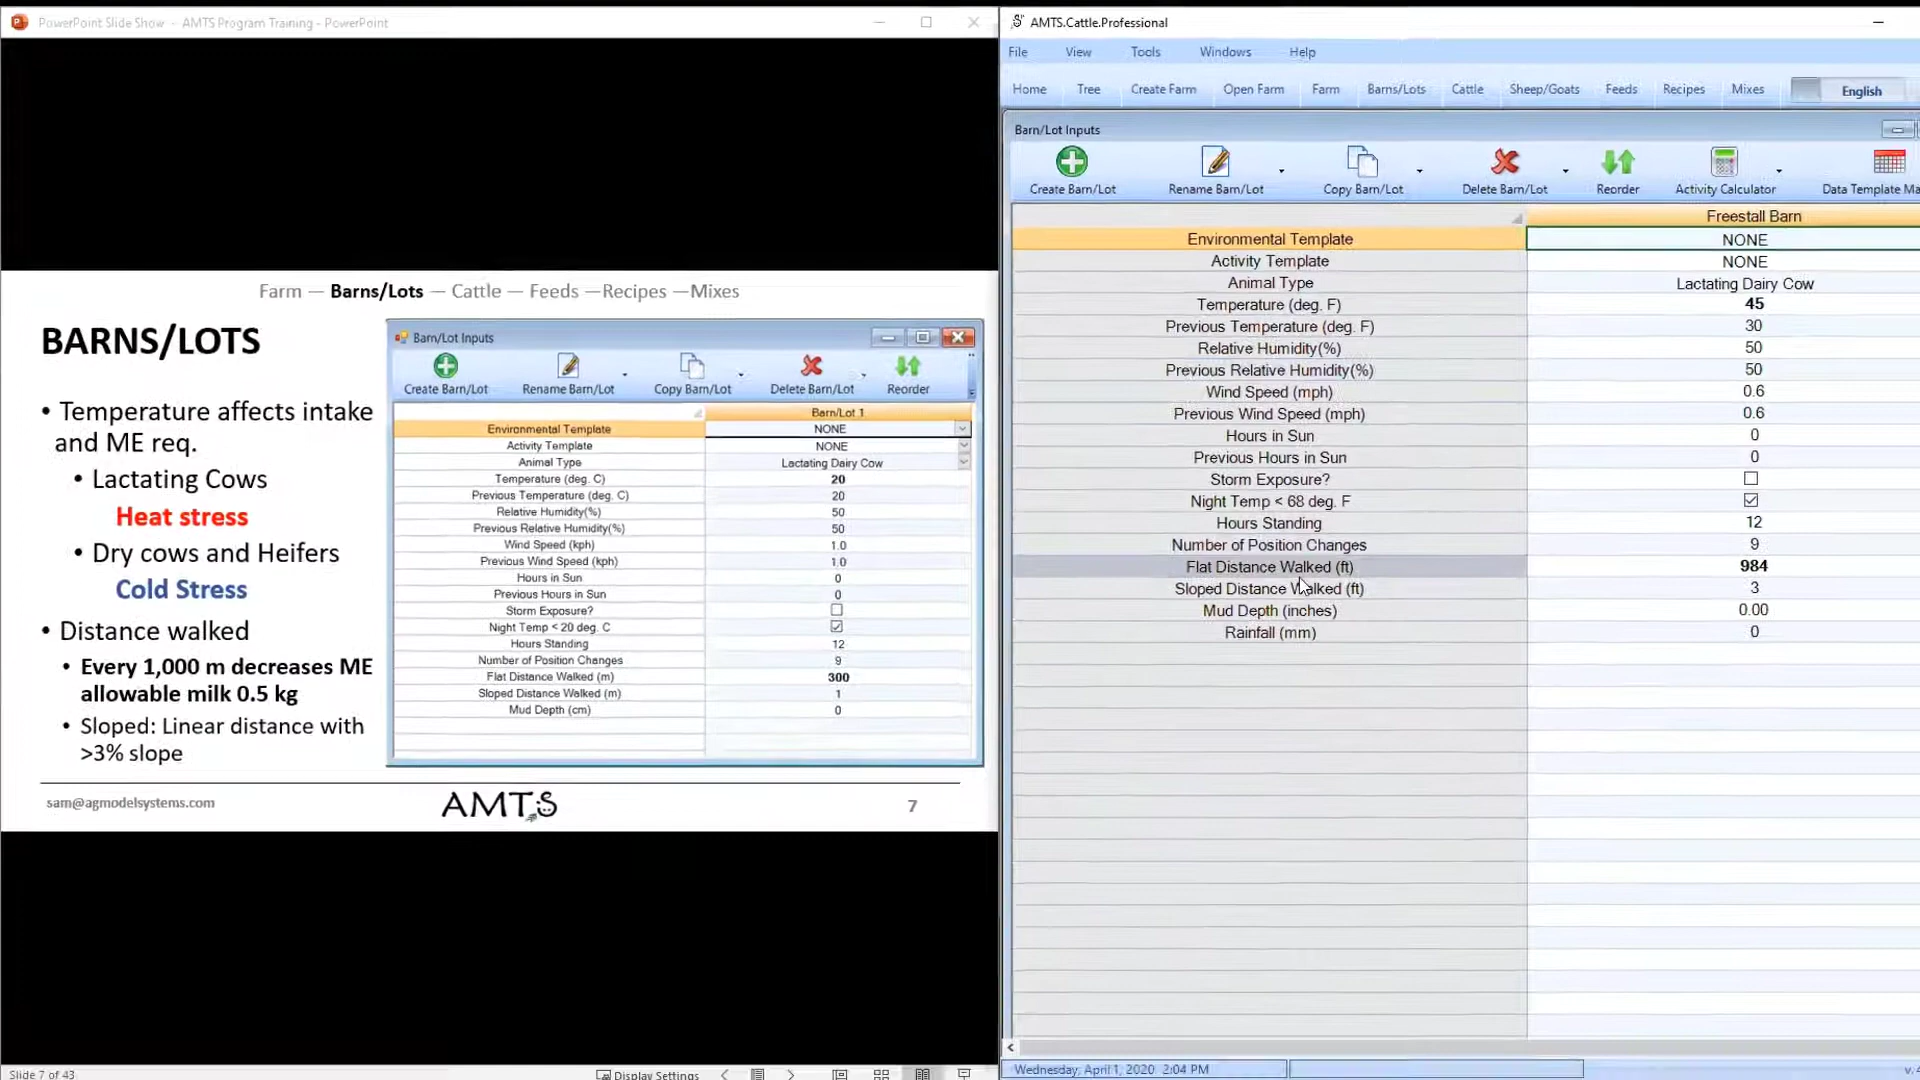 PowerPoint Slide Show - AMTS Program Training - PowerPoint
Farm — Barns/Lots — Cattle — Feeds —Recipes —Mixes
BARNS/LOTS
• Temperature affects intake
and ME req.
• Lactating Cows
Heat stress
• Dry cows and Heifers
Cold Stress
• Distance walked
• Every 1,000 m decreases ME
allowable milk 0.5 kg
• Sloped: Linear distance with
>3% slope
Barn/Lot Inputs
Create Barn/Lot Rename Barn/Lot Copy Barn/Lot Delete Barn/Lot Reorder
Barn/Lot 1
Environmental Template NONE
Activity Template NONE
Animal Type Lactating Dairy Cow
Temperature (deg. C) 20
Previous Temperature (deg. C) 20
Relative Humidity(%) 50
Previous Relative Humidity(%) 50
Wind Speed (kph) 1.0
Previous Wind Speed (kph) 1.0
Hours in Sun 0
Previous Hours in Sun 0
Storm Exposure?
Night Temp < 20 deg. C
Hours Standing 12
Number of Position Changes 9
Flat Distance Walked (m) 300
Sloped Distance Walked (m) 1
Mud Depth (cm) 0
sam@agmodelsystems.com
AMTS
7
Slide 7 of 43
Display Settings
AMTS.Cattle.Professional
File View Tools Windows Help
Home Tree Create Farm Open Farm Farm Barns/Lots Cattle Sheep/Goats Feeds Recipes Mixes English
Barn/Lot Inputs
Create Barn/Lot Rename Barn/Lot Copy Barn/Lot Delete Barn/Lot Reorder Activity Calculator Data Template Ma
Freestall Barn
Environmental Template NONE
Activity Template NONE
Animal Type Lactating Dairy Cow
Temperature (deg. F) 45
Previous Temperature (deg. F) 30
Relative Humidity(%) 50
Previous Relative Humidity(%) 50
Wind Speed (mph) 0.6
Previous Wind Speed (mph) 0.6
Hours in Sun 0
Previous Hours in Sun 0
Storm Exposure?
Night Temp < 68 deg. F
Hours Standing 12
Number of Position Changes 9
Flat Distance Walked (ft) 984
Sloped Distance Walked (ft) 3
Mud Depth (inches) 0.00
Rainfall (mm) 0
Wednesday, April 1, 2020 2:04 PM